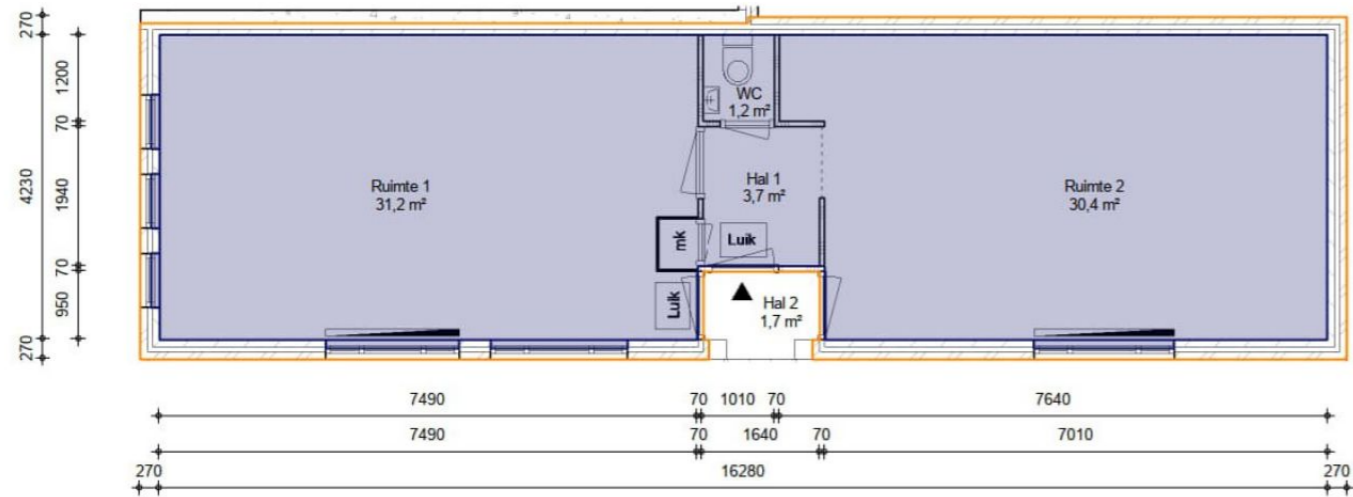 270
1200
70
4230
1940
70
950
270
WC
1,2 m²
Ruimte 1
31,2 m²
Hal 1
3,7 m²
Ruimte 2
30,4 m²
mk
Luik
Luik
Hal 2
1,7 m²
7490 70 1010 70 7640
7490 70 1640 70 7010
270 16280 270